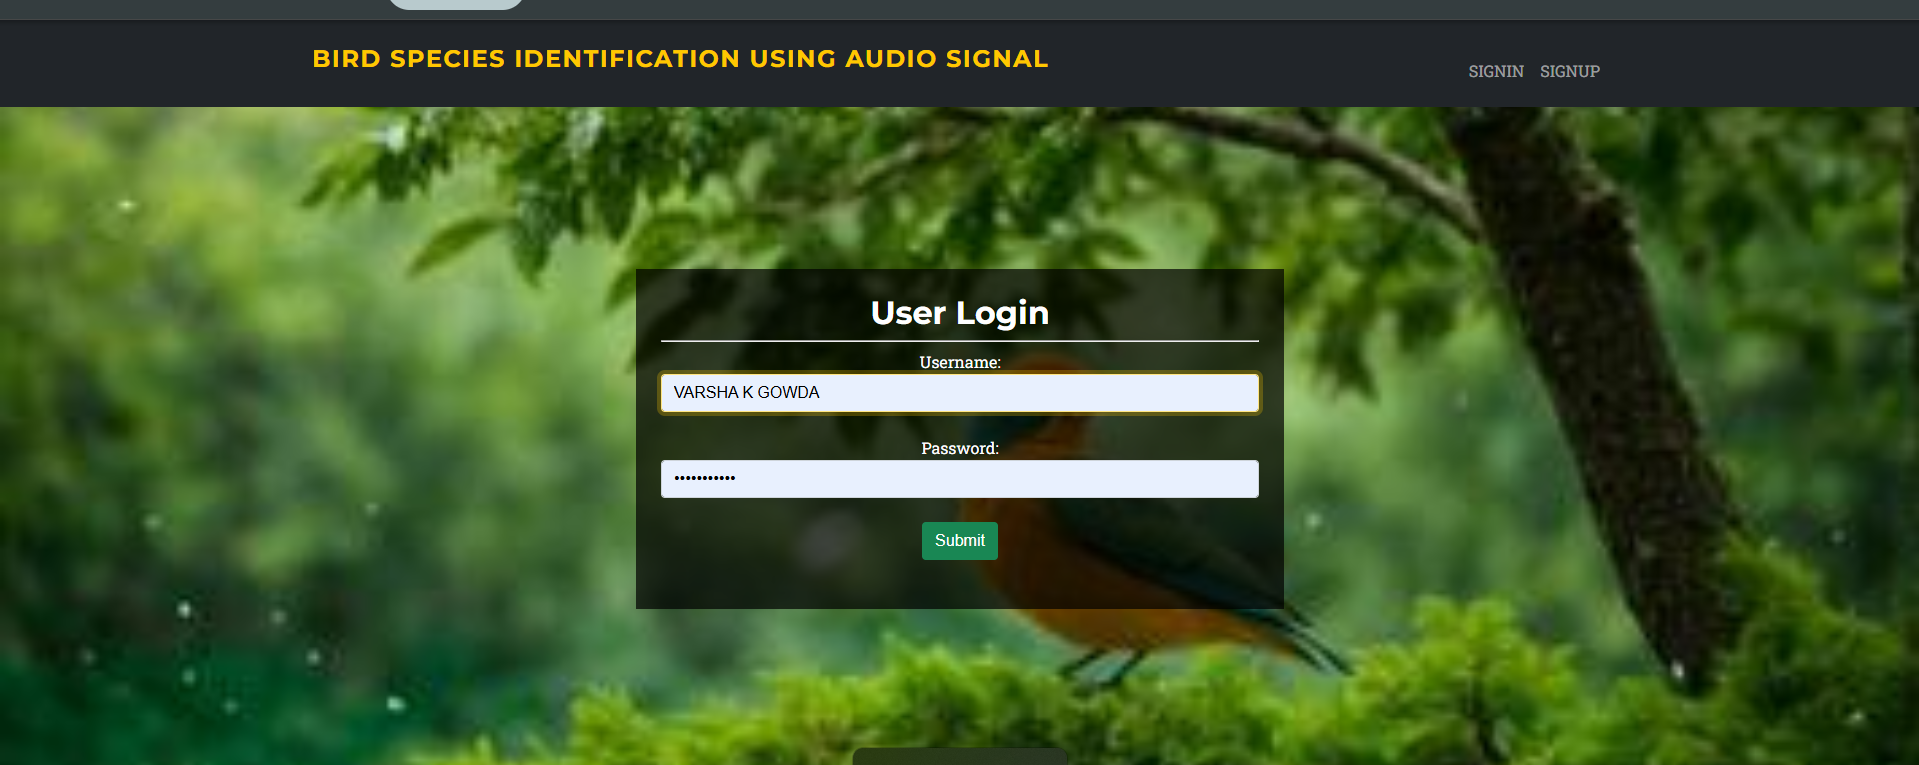 BIRD SPECIES IDENTIFICATION USING AUDIO SIGNAL
SIGNIN SIGNUP
User Login
Username:
VARSHA K GOWDA
Password:
•••••••••••
Submit